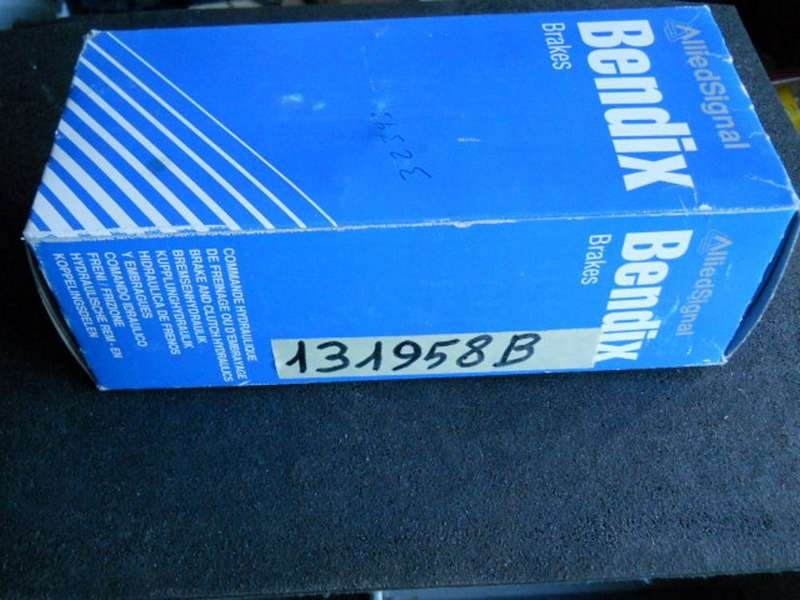 AlliedSignal
Bendix
Brakes
AlliedSignal
Bendix
Brakes
COMMANDE HYDRAULIQUE
DE FREINAGE OU D'EMBRAYAGE
BRAKE AND CLUTCH HYDRAULICS
BREMSENHYDRAULIK
KUPPLUNGHYDRAULIK
HIDRAULICA DE FRENOS
Y EMBRAGUES
COMANDO IDRAULICO
FRENI / FRIZIONE
HYDRAULISCHE REM - EN
KOPPELINGSDELEN
131958B